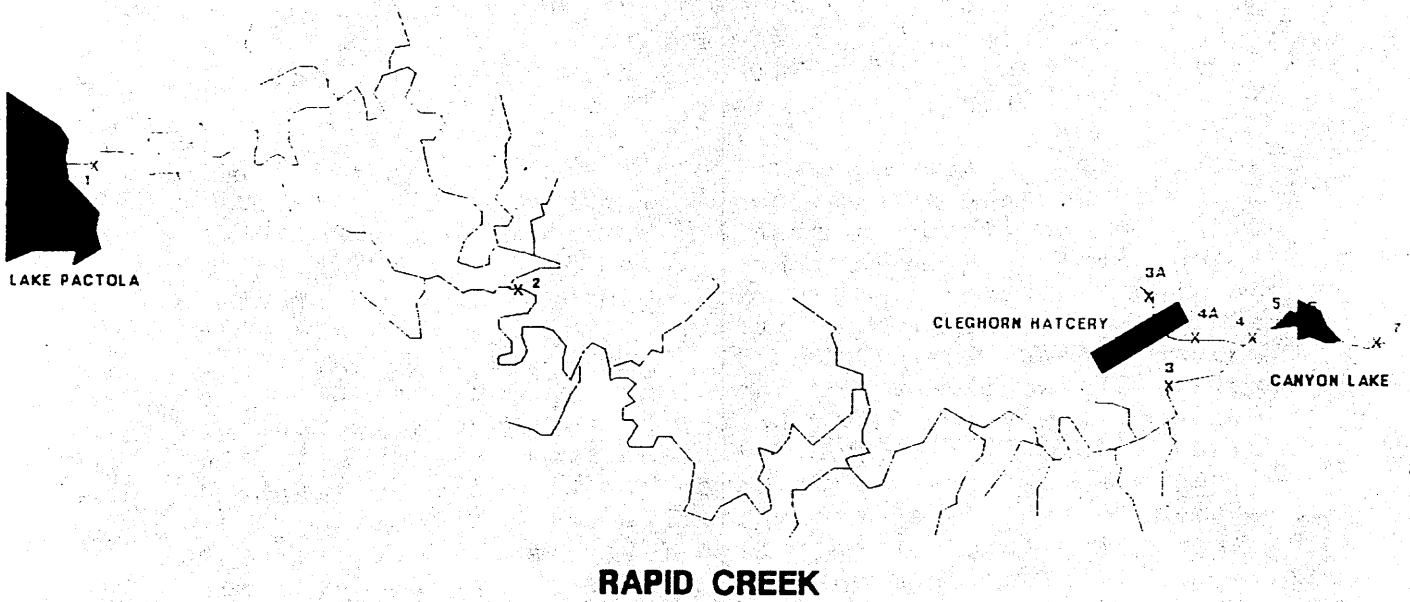 1
LAKE PACTOLA
2
3A
CLEGHORN HATCERY
4A
4
5
7
3
CANYON LAKE
RAPID CREEK